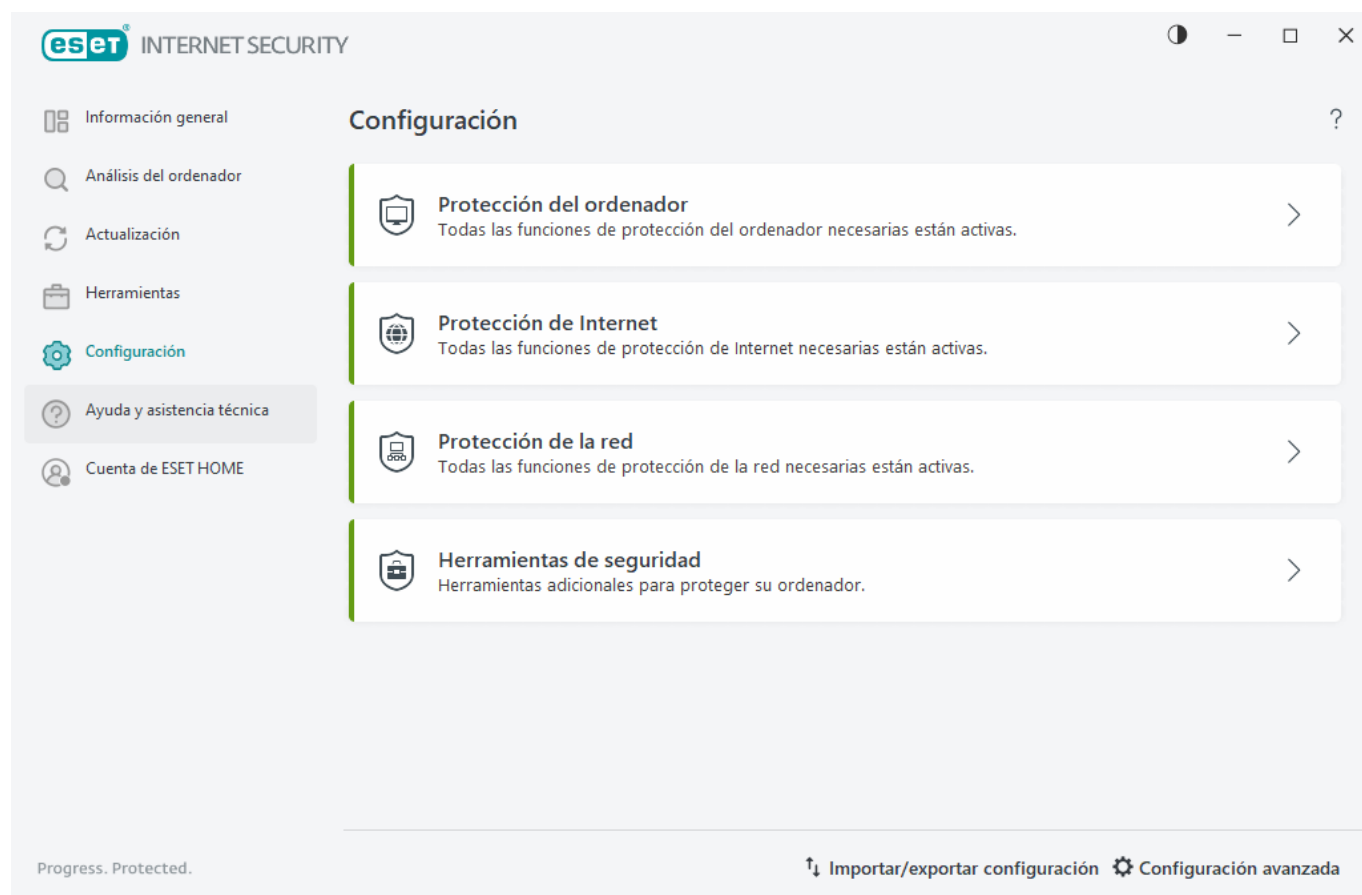 eset® INTERNET SECURITY
Información general
Análisis del ordenador
Actualización
Herramientas
Configuración
Ayuda y asistencia técnica
Cuenta de ESET HOME
Configuración
?
Protección del ordenador
Todas las funciones de protección del ordenador necesarias están activas.
Protección de Internet
Todas las funciones de protección de Internet necesarias están activas.
Protección de la red
Todas las funciones de protección de la red necesarias están activas.
Herramientas de seguridad
Herramientas adicionales para proteger su ordenador.
Progress. Protected.
Importar/exportar configuración
Configuración avanzada